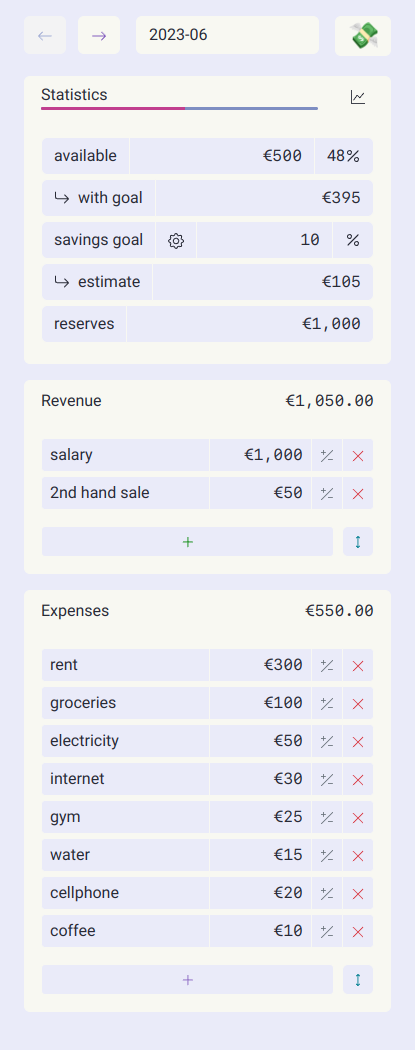 2023-06
Statistics
available €500 48%
with goal €395
savings goal 10 %
estimate €105
reserves €1,000
Revenue €1,050.00
salary €1,000
2nd hand sale €50
+
Expenses €550.00
rent €300
groceries €100
electricity €50
internet €30
gym €25
water €15
cellphone €20
coffee €10
+